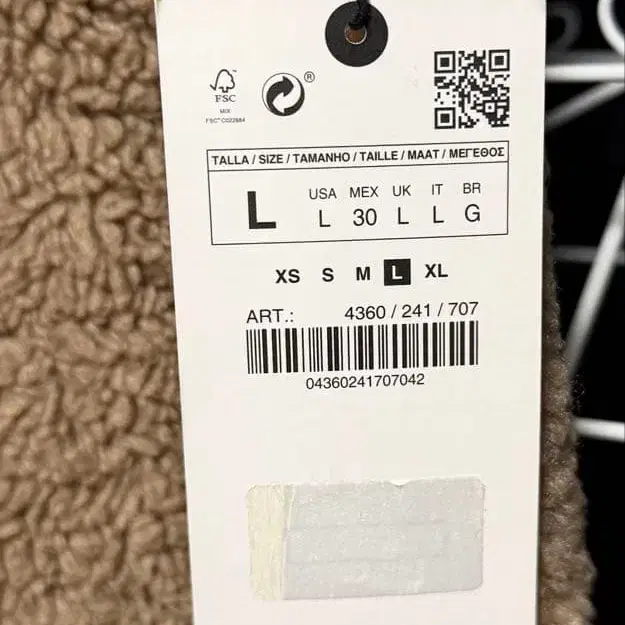 FSC
MIX
FSC® C022884
®
TALLA / SIZE / TAMANHO / TAILLE / MAAT / ΜΕΓΕΘΟΣ
L
USA MEX UK IT BR
L 30 L L G
XS S M L XL
ART.: 4360 / 241 / 707
04360241707042